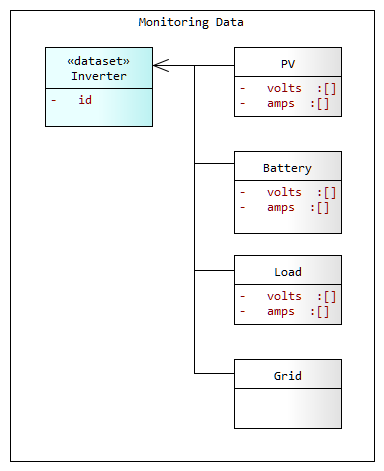 Monitoring Data
«dataset»
Inverter
- id
PV
- volts :[]
- amps :[]
Battery
- volts :[]
- amps :[]
Load
- volts :[]
- amps :[]
Grid